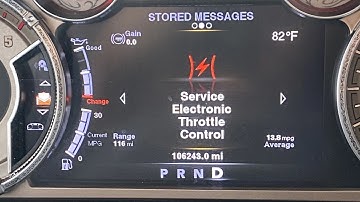 STORED MESSAGES
Good
Gain
0.0
82°F
5
Change
30
Service
Electronic
Throttle
Control
Current
MPG
Range
116 mi
13.8 mpg
Average
106243.0 mi
P R N D